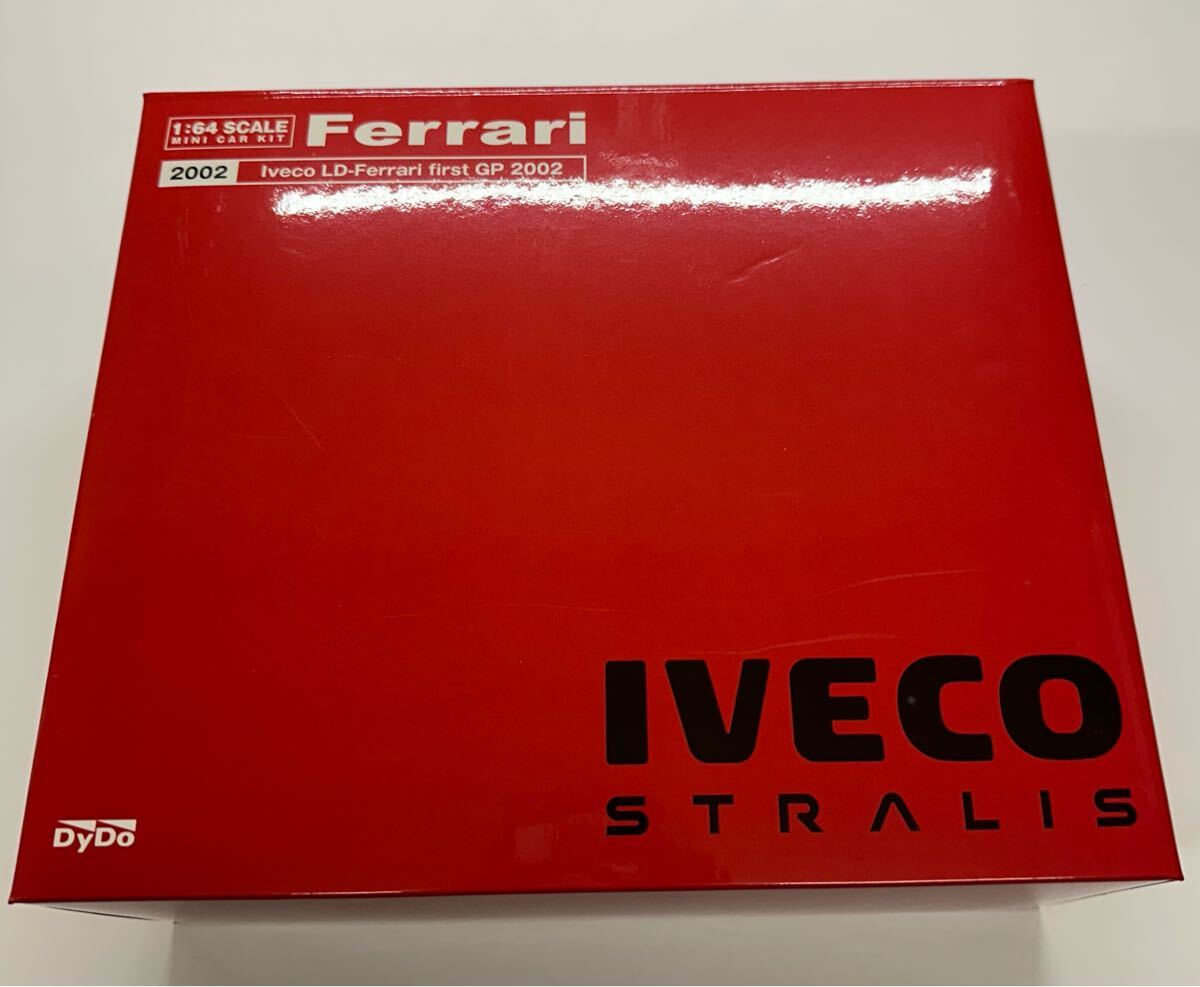 1:64 SCALE
MINI CAR KIT
Ferrari
2002 Iveco LD-Ferrari first GP 2002
IVECO
STRALIS
DyDo